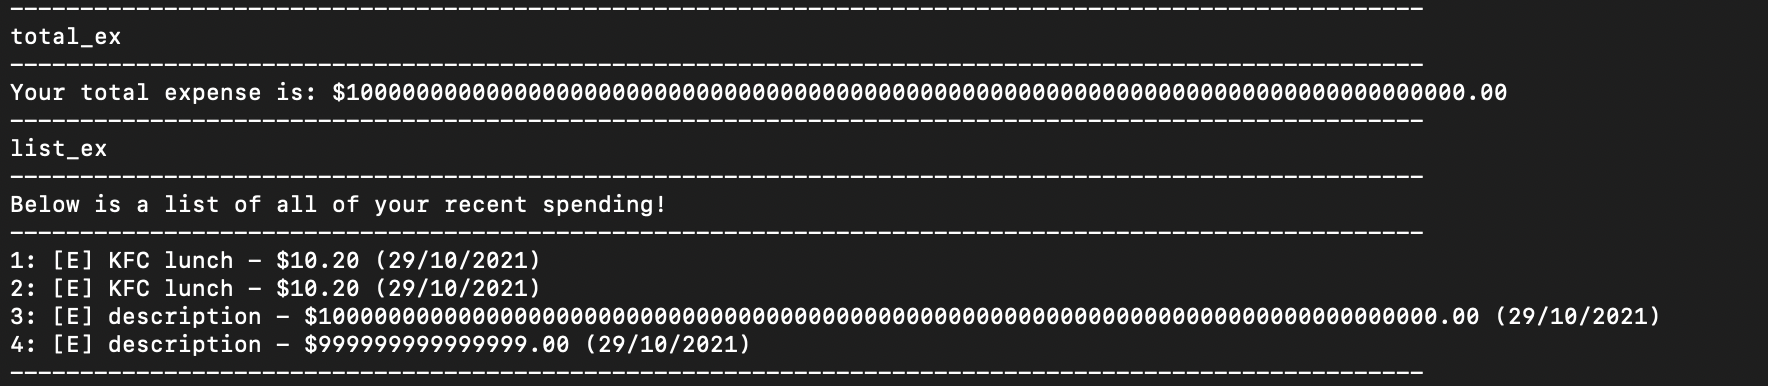 -----------------------------------------------------------------------------------------------------
total_ex
-----------------------------------------------------------------------------------------------------
Your total expense is: $10000000000000000000000000000000000000000000000000000000000000000000000000000000.00
-----------------------------------------------------------------------------------------------------
list_ex
-----------------------------------------------------------------------------------------------------
Below is a list of all of your recent spending!
-----------------------------------------------------------------------------------------------------
1: [E] KFC lunch - $10.20 (29/10/2021)
2: [E] KFC lunch - $10.20 (29/10/2021)
3: [E] description - $10000000000000000000000000000000000000000000000000000000000000000000000000000000.00 (29/10/2021)
4: [E] description - $999999999999999.00 (29/10/2021)
-----------------------------------------------------------------------------------------------------